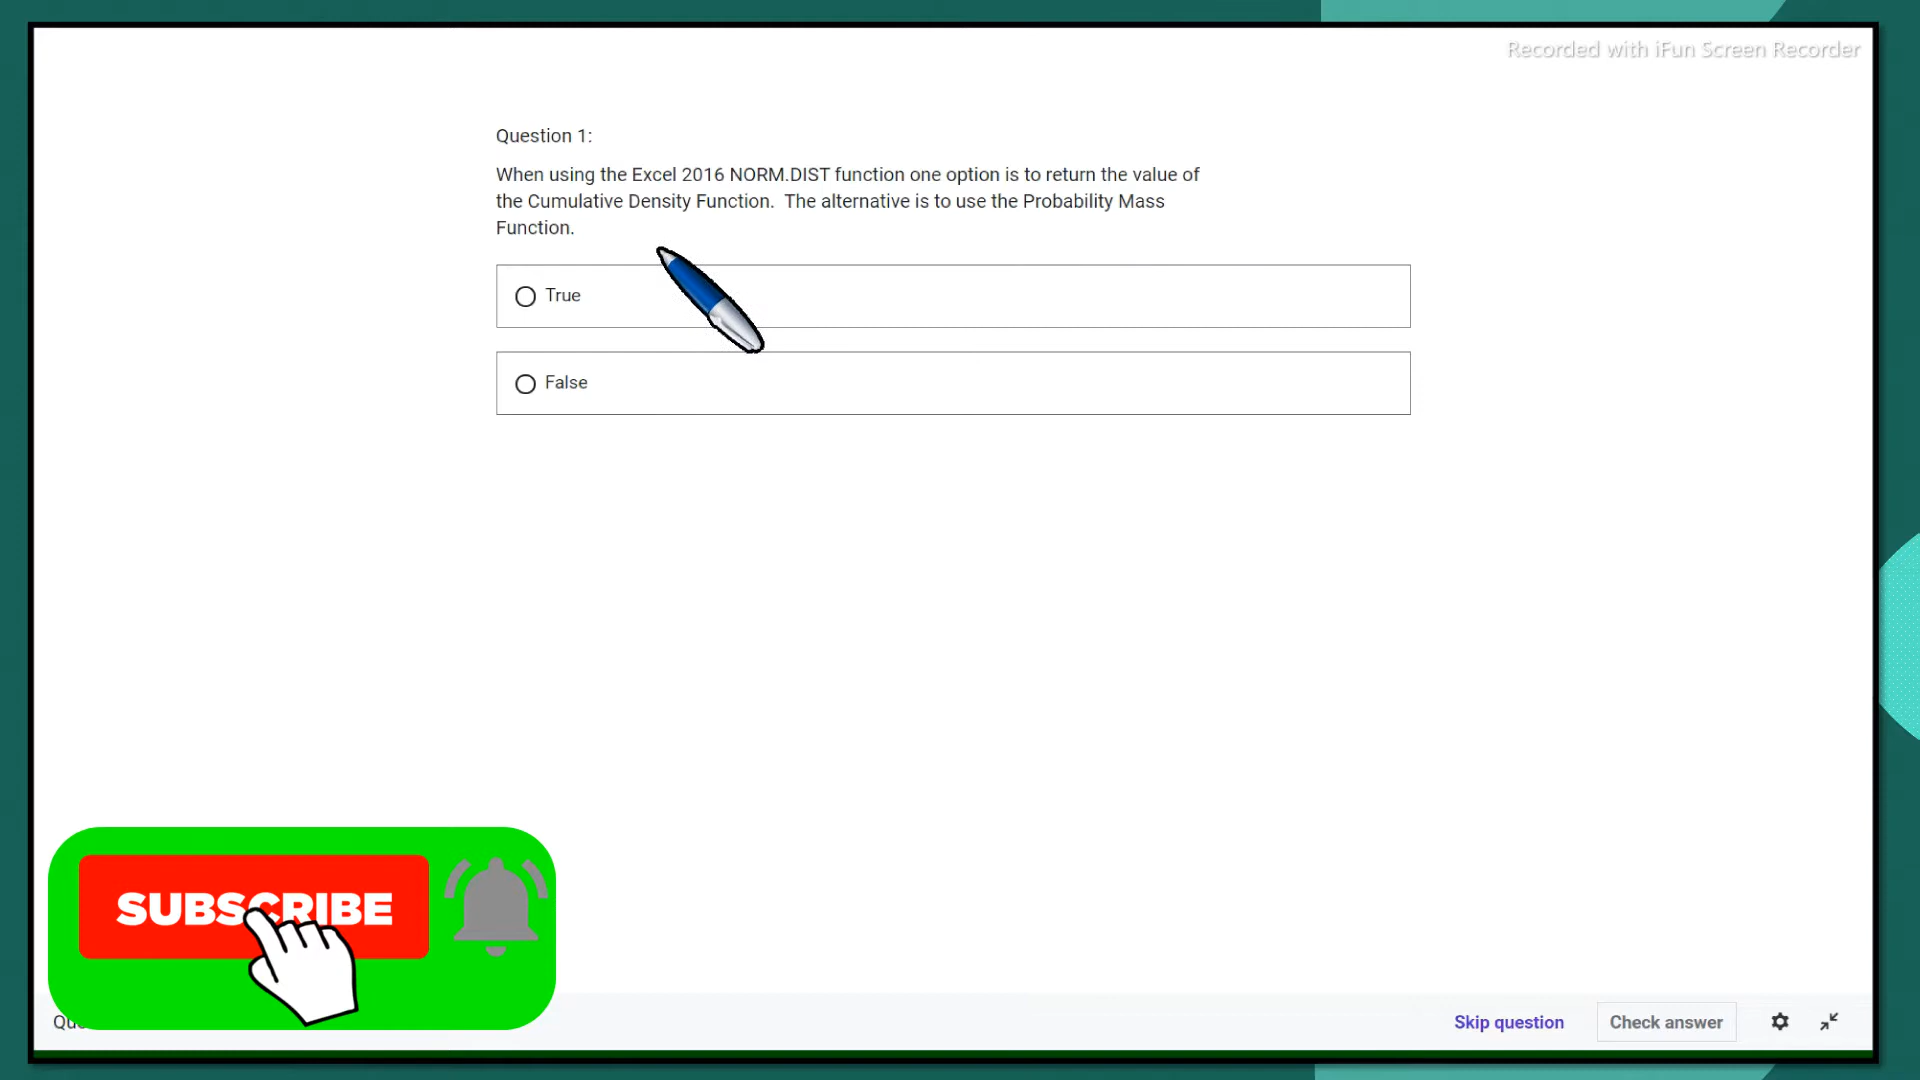 Recorded with iFun Screen Recorder
Question 1:
When using the Excel 2016 NORM.DIST function one option is to return the value of
the Cumulative Density Function. The alternative is to use the Probability Mass
Function.
True
False
SUBSCRIBE
Skip question
Check answer